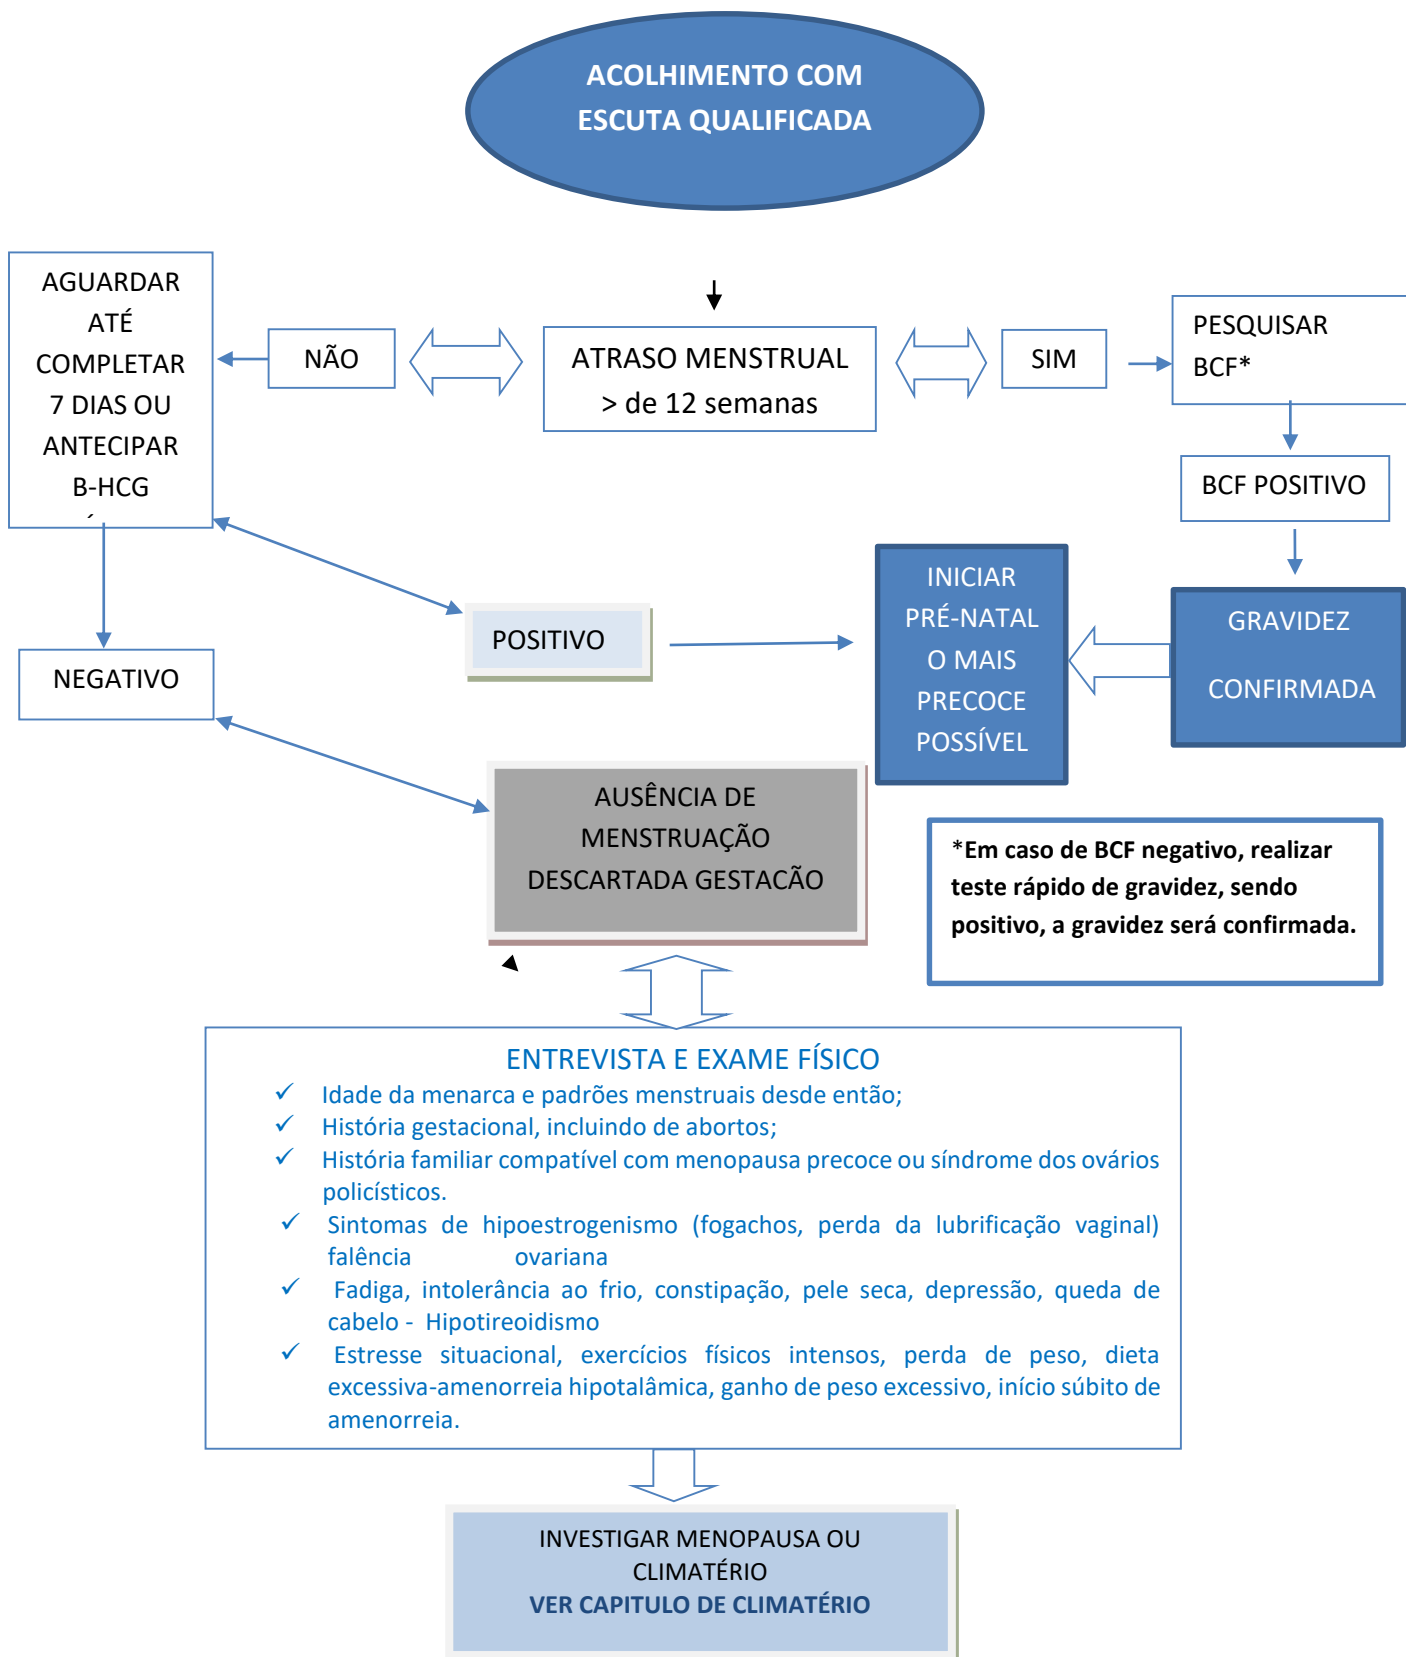 ACOLHIMENTO COM
ESCUTA QUALIFICADA
AGUARDAR
ATÉ
COMPLETAR
7 DIAS OU
ANTECIPAR
B-HCG
NÃO
ATRASO MENSTRUAL
> de 12 semanas
SIM
PESQUISAR
BCF*
BCF POSITIVO
INICIAR
PRÉ-NATAL
O MAIS
PRECOCE
POSSÍVEL
GRAVIDEZ
CONFIRMADA
POSITIVO
NEGATIVO
AUSÊNCIA DE
MENSTRUAÇÃO
DESCARTADA GESTACÃO
*Em caso de BCF negativo, realizar
teste rápido de gravidez, sendo
positivo, a gravidez será confirmada.
ENTREVISTA E EXAME FÍSICO
✓ Idade da menarca e padrões menstruais desde então;
✓ História gestacional, incluindo de abortos;
✓ História familiar compatível com menopausa precoce ou síndrome dos ovários
policísticos.
✓ Sintomas de hipoestrogenismo (fogachos, perda da lubrificação vaginal)
falência ovariana
✓ Fadiga, intolerância ao frio, constipação, pele seca, depressão, queda de
cabelo - Hipotireoidismo
✓ Estresse situacional, exercícios físicos intensos, perda de peso, dieta
excessiva-amenorreia hipotalâmica, ganho de peso excessivo, início súbito de
amenorreia.
INVESTIGAR MENOPAUSA OU
CLIMATÉRIO
VER CAPITULO DE CLIMATÉRIO